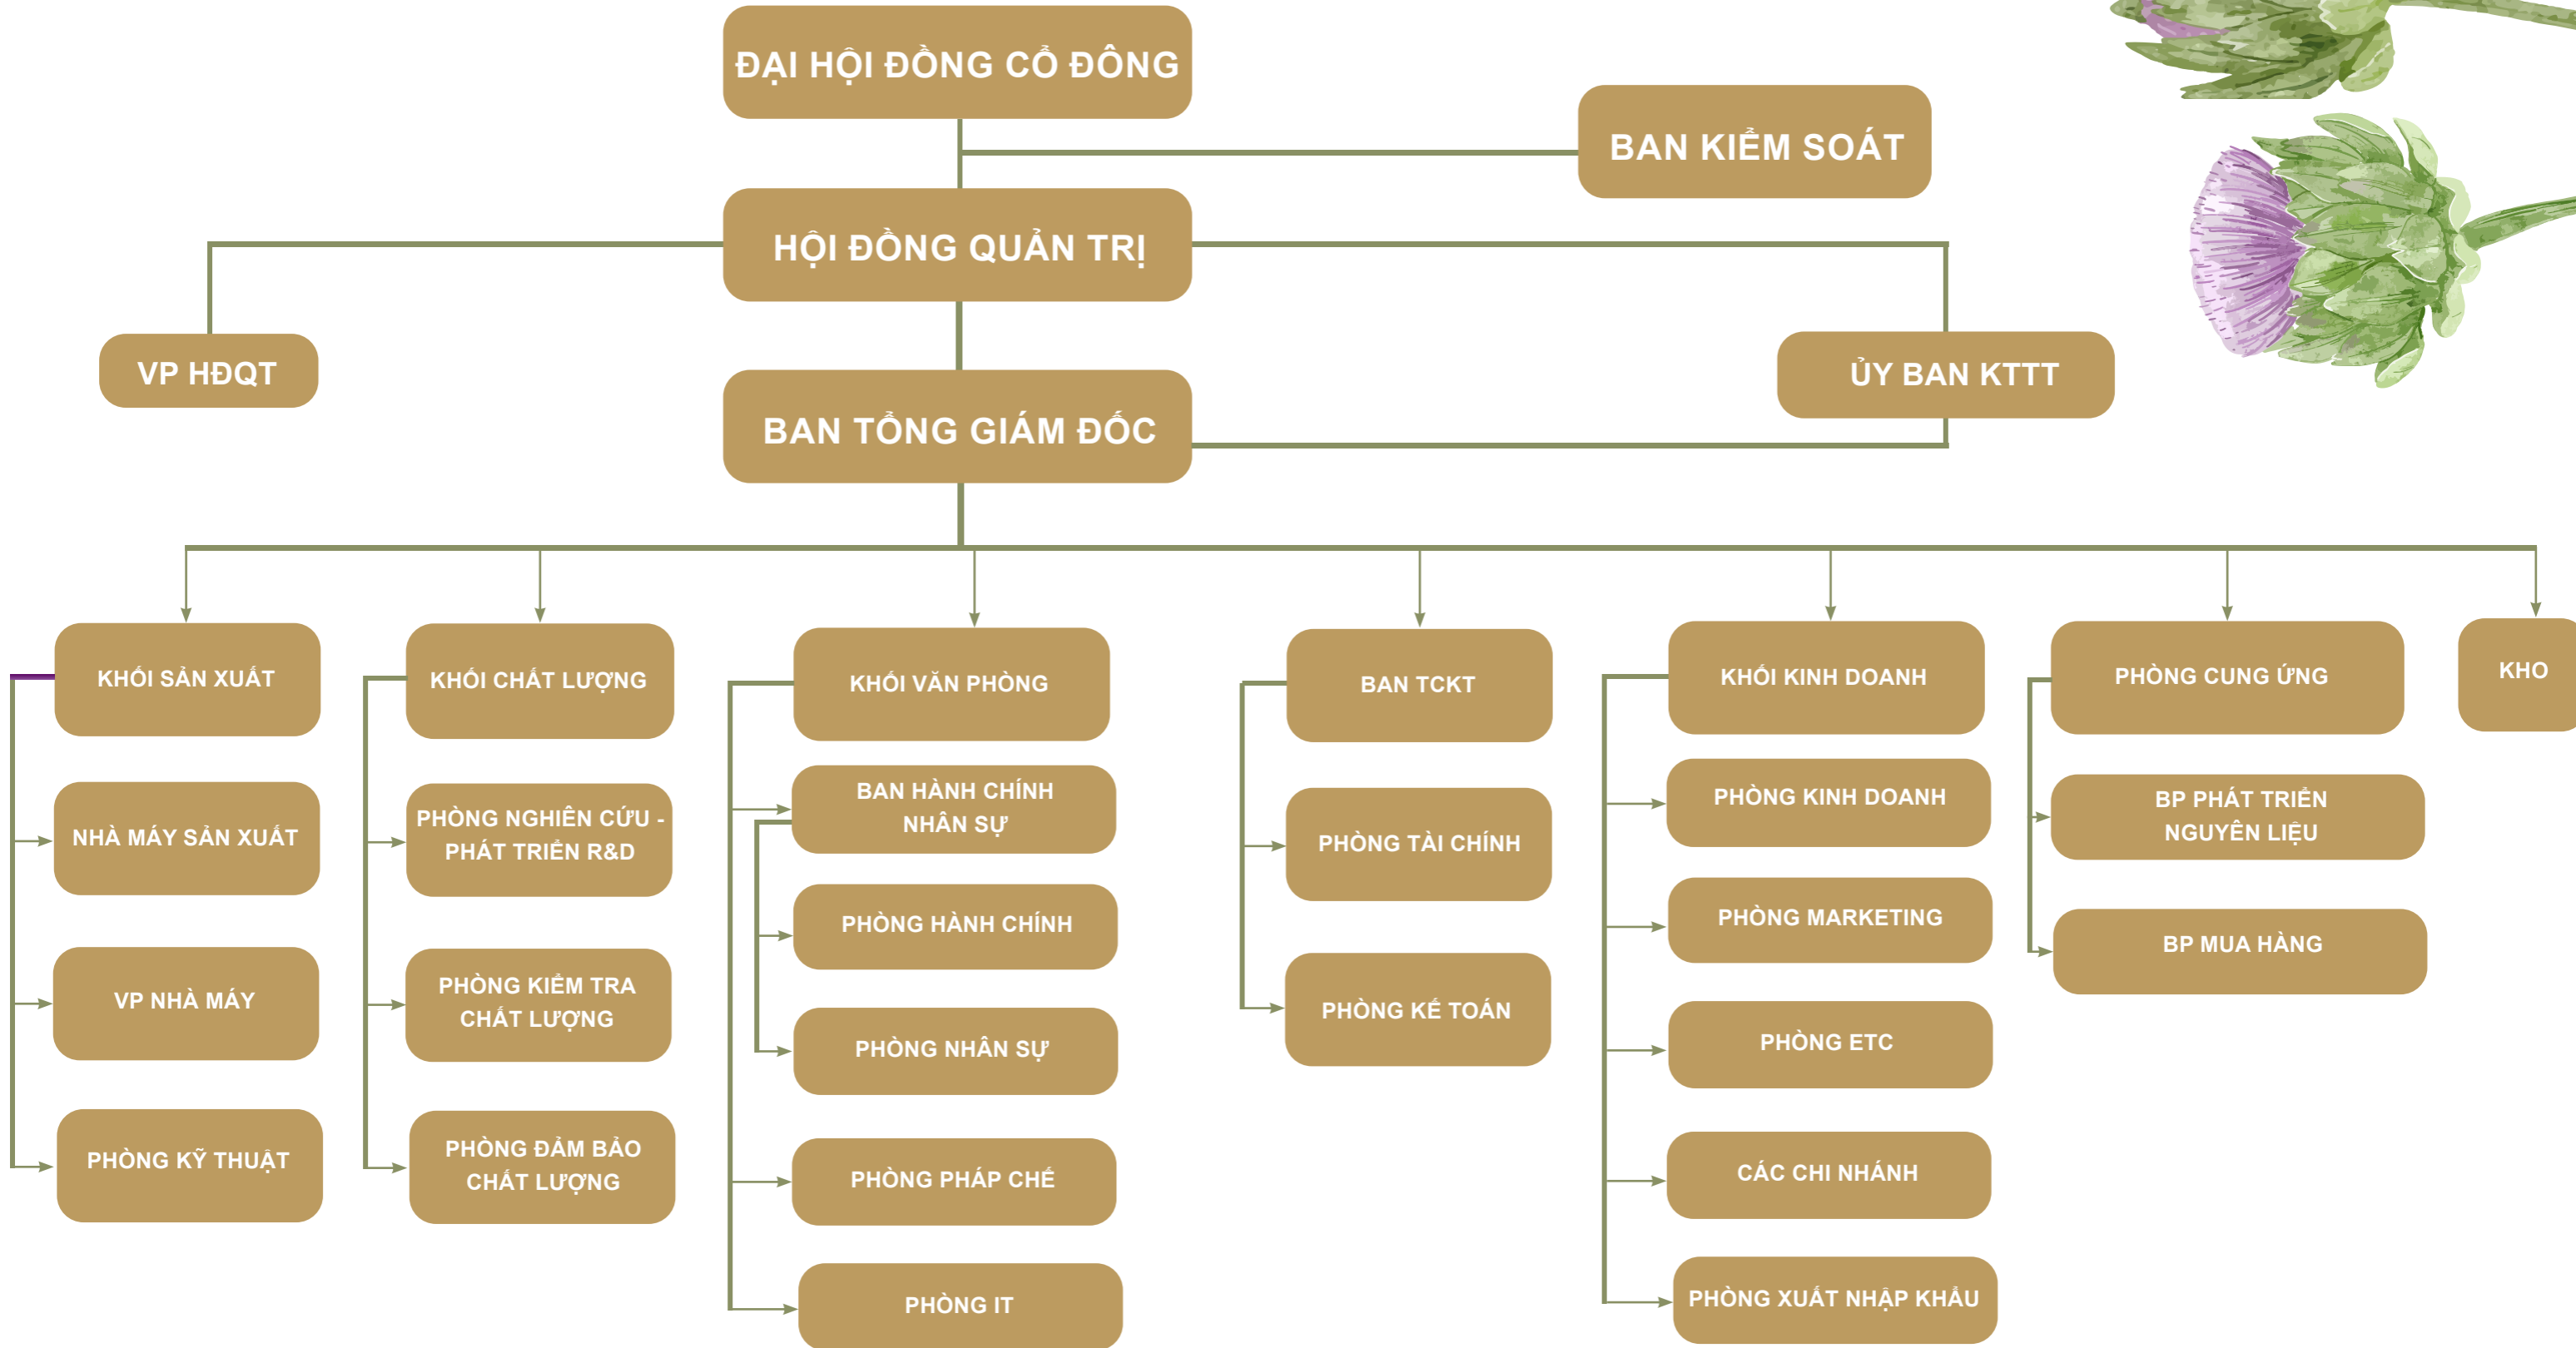 ĐẠI HỘI ĐỒNG CỔ ĐÔNG
BAN KIỂM SOÁT
HỘI ĐỒNG QUẢN TRỊ
VP HĐQT
ỦY BAN KTTT
BAN TỔNG GIÁM ĐỐC
KHỐI SẢN XUẤT
NHÀ MÁY SẢN XUẤT
VP NHÀ MÁY
PHÒNG KỸ THUẬT
KHỐI CHẤT LƯỢNG
PHÒNG NGHIÊN CỨU -
PHÁT TRIỂN R&D
PHÒNG KIỂM TRA
CHẤT LƯỢNG
PHÒNG ĐẢM BẢO
CHẤT LƯỢNG
KHỐI VĂN PHÒNG
BAN HÀNH CHÍNH
NHÂN SỰ
PHÒNG HÀNH CHÍNH
PHÒNG NHÂN SỰ
PHÒNG PHÁP CHẾ
PHÒNG IT
BAN TCKT
PHÒNG TÀI CHÍNH
PHÒNG KẾ TOÁN
KHỐI KINH DOANH
PHÒNG KINH DOANH
PHÒNG MARKETING
PHÒNG ETC
CÁC CHI NHÁNH
PHÒNG XUẤT NHẬP KHẨU
PHÒNG CUNG ỨNG
BP PHÁT TRIỂN
NGUYÊN LIỆU
BP MUA HÀNG
KHO